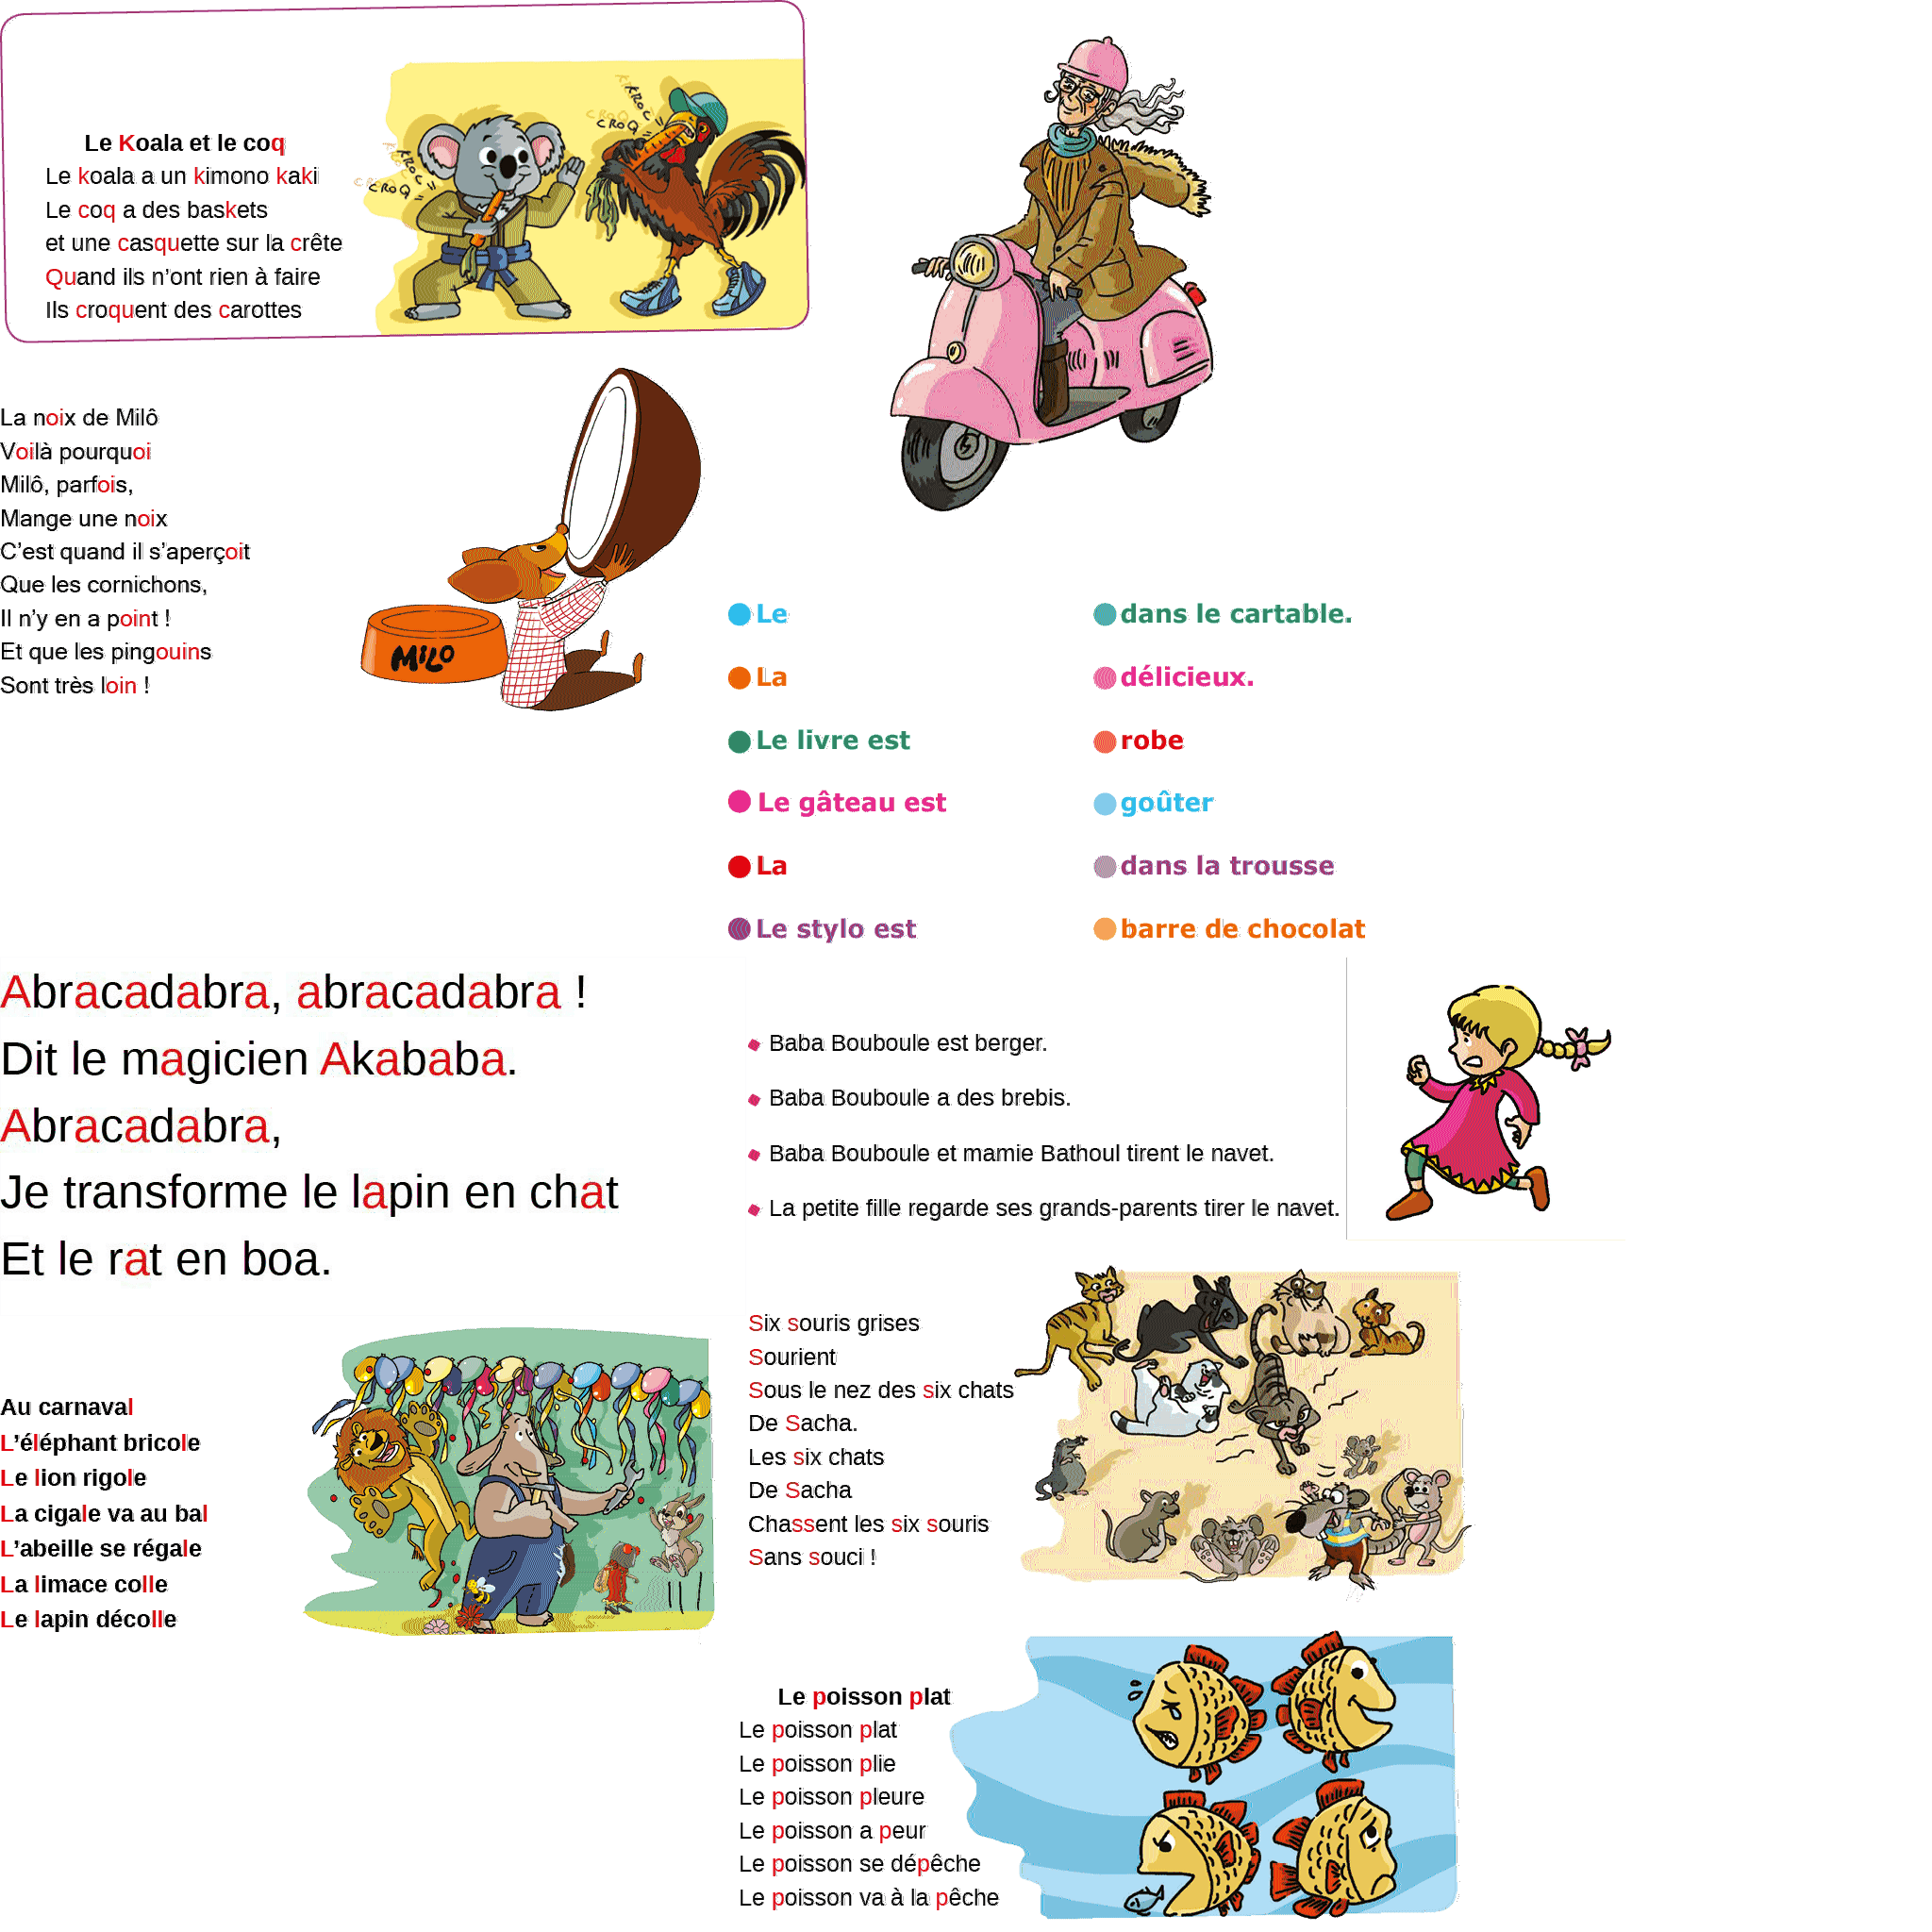 Le Koala et le coq
Le koala a un kimono kaki
Le coq a des baskets
et une casquette sur la crête
Quand ils n’ont rien à faire
Ils croquent des carottes
KROC
CROQ
KROC
CROQ
La noix de Milô
Voilà pourquoi
Milô, parfois,
Mange une noix
C’est quand il s’aperçoit
Que les cornichons,
Il n’y en a point !
Et que les pingouins
Sont très loin !
MiLO
Le
La
Le livre est
Le gâteau est
La
Le stylo est
dans le cartable.
délicieux.
robe
goûter
dans la trousse
barre de chocolat
Abracadabra, abracadabra !
Dit le magicien Akababa.
Abracadabra,
Je transforme le lapin en chat
Et le rat en boa.
Baba Bouboule est berger.
Baba Bouboule a des brebis.
Baba Bouboule et mamie Bathoul tirent le navet.
La petite fille regarde ses grands-parents tirer le navet.
Six souris grises
Sourient
Sous le nez des six chats
De Sacha.
Les six chats
De Sacha
Chassent les six souris
Sans souci !
Au carnaval
L’éléphant bricole
Le lion rigole
La cigale va au bal
L’abeille se régale
La limace colle
Le lapin décolle
Le poisson plat
Le poisson plat
Le poisson plie
Le poisson pleure
Le poisson a peur
Le poisson se dépêche
Le poisson va à la pêche